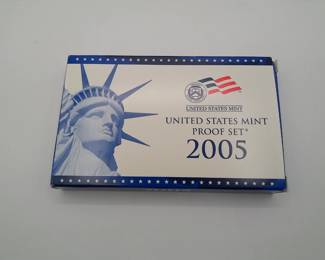 UNITED STATES MINT
UNITED STATES MINT
PROOF SET®
2005